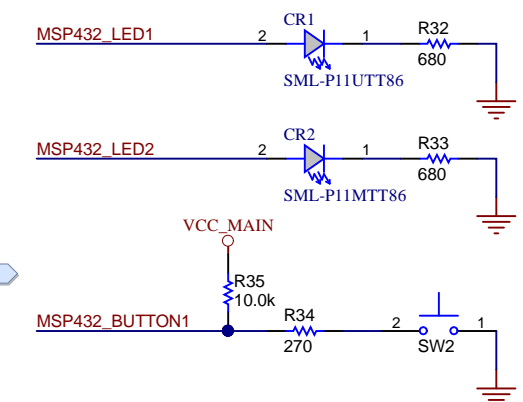 CR1
MSP432_LED1
2
1
R32
680
SML-P11UTT86
CR2
MSP432_LED2
2
1
R33
680
SML-P11MTT86
VCC_MAIN
R35
10.0k
MSP432_BUTTON1
R34
270
2
1
SW2